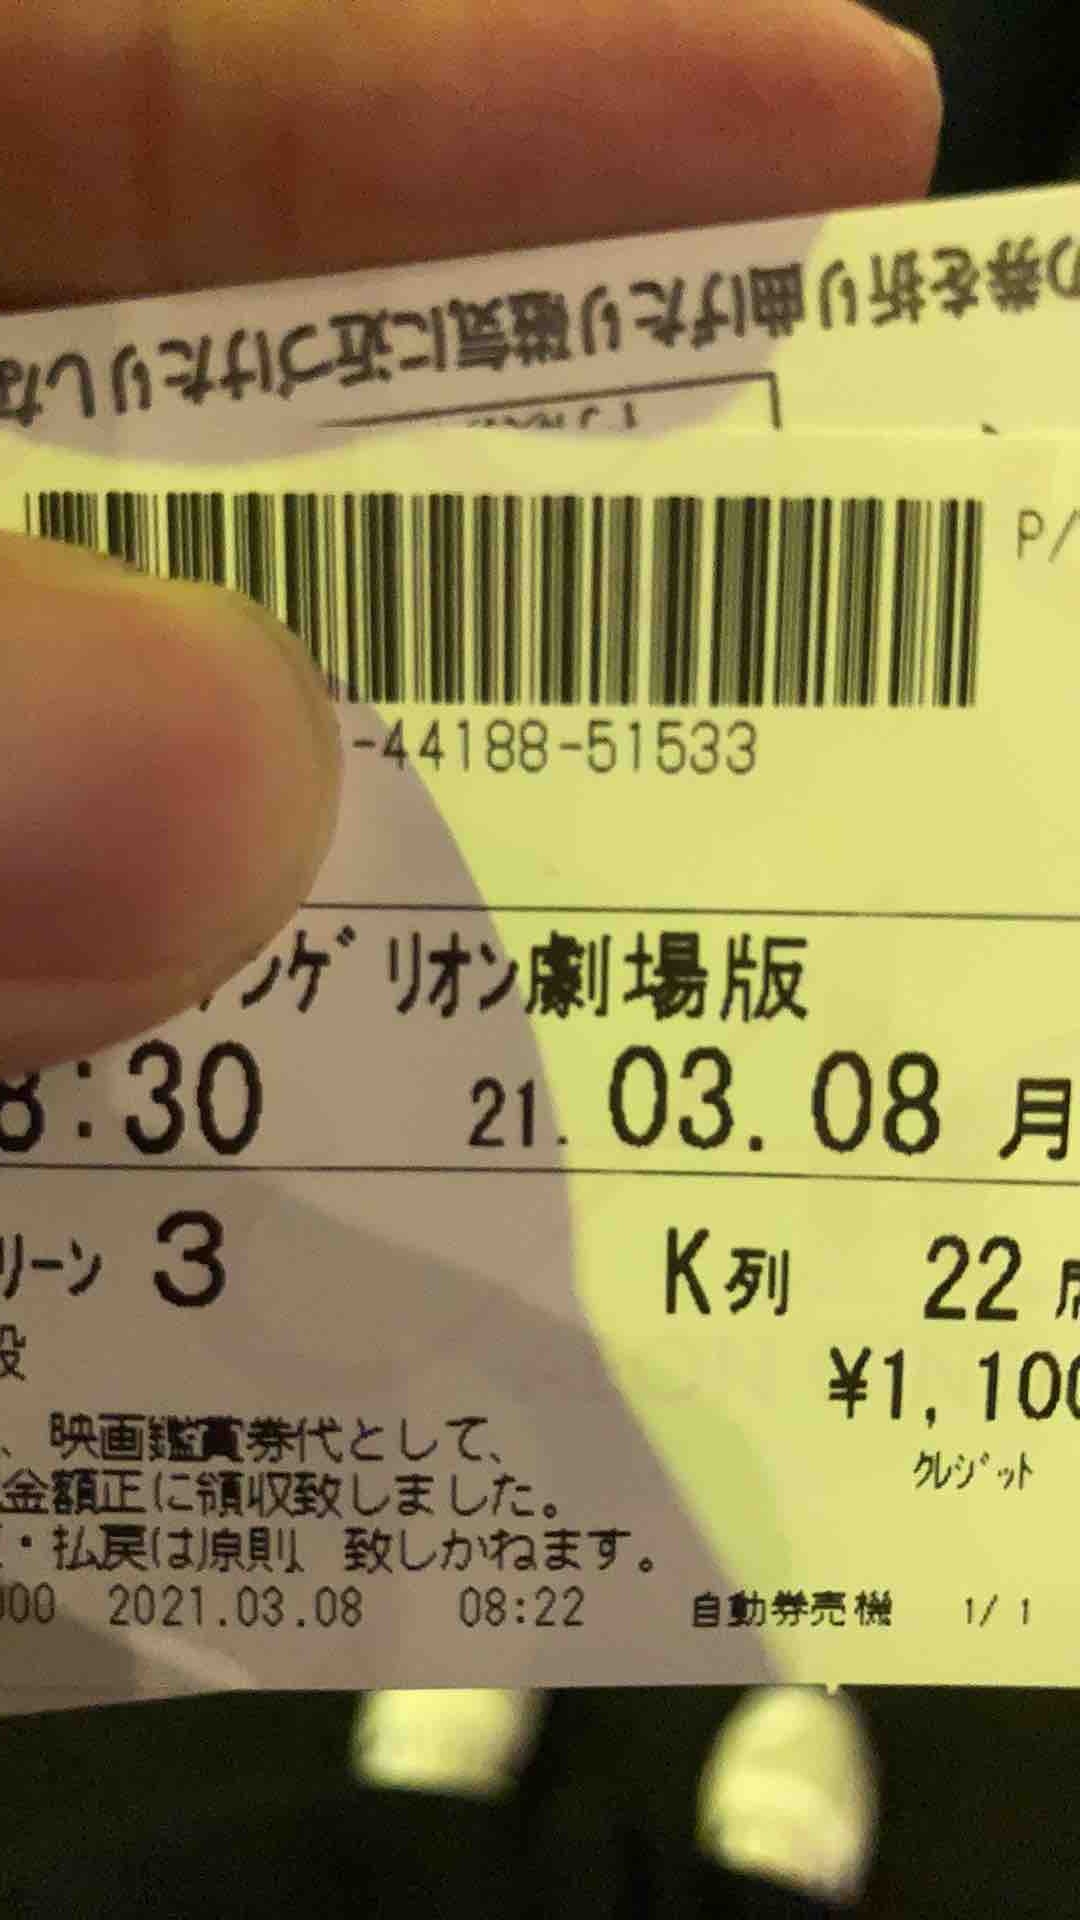 の券を折り曲げたり磁気に近づけたりしな
P/
-44188-51533
ンゲリオン劇場版
8:30 21.03.08 月
リーン 3 K列 22
¥1,100
クレジット
、映画鑑賞券代として、
金額正に領収致しました。
・払戻は原則 致しかねます。
000 2021.03.08 08:22 自動券売機 1/ 1